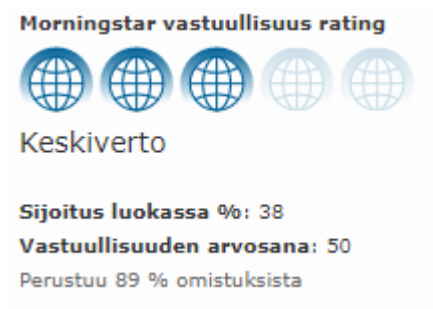 Morningstar vastuullisuus rating
Keskiverto
Sijoitus luokassa %: 38
Vastuullisuuden arvosana: 50
Perustuu 89 % omistuksista